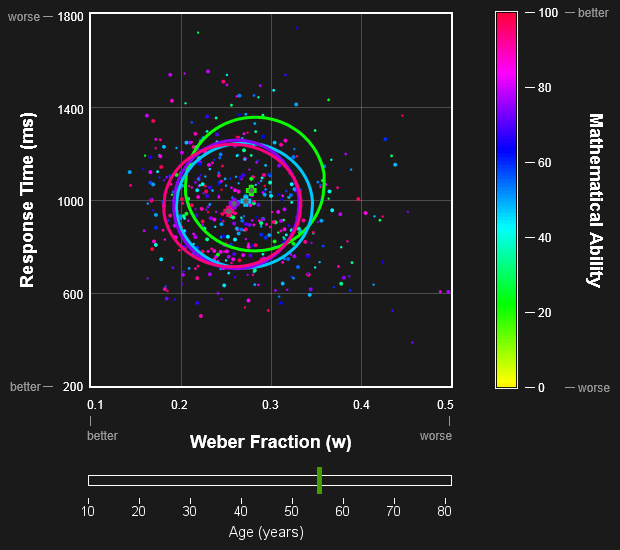 worse
1800
1400
1000
600
better
200
Response Time (ms)
0.1
0.2
0.3
0.4
0.5
better
worse
Weber Fraction (w)
10
20
30
40
50
60
70
80
Age (years)
100
better
80
60
40
20
0
worse
Mathematical Ability